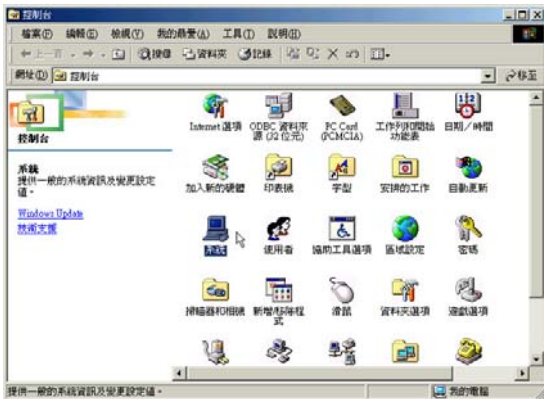 控制台
檔案(F) 編輯(E) 檢視(V) 我的最愛(A) 工具(T) 說明(H)
上一頁 搜尋 資料夾 記錄
網址(D) 控制台 移至
控制台
系統
提供一般的系統資訊及變更設定
值。
Windows Update
技術支援
Internet 選項 ODBC 資料來源 (32 位元) PC Card (PCMCIA) 工作列和開始功能表 日期／時間
加入新的硬體 印表機 字型 安排的工作 自動更新
系統 使用者 協助工具選項 區域設定 密碼
掃瞄器和相機 新增/移除程式 滑鼠 資料夾選項 遊戲選項
提供一般的系統資訊及變更設定值。 我的電腦